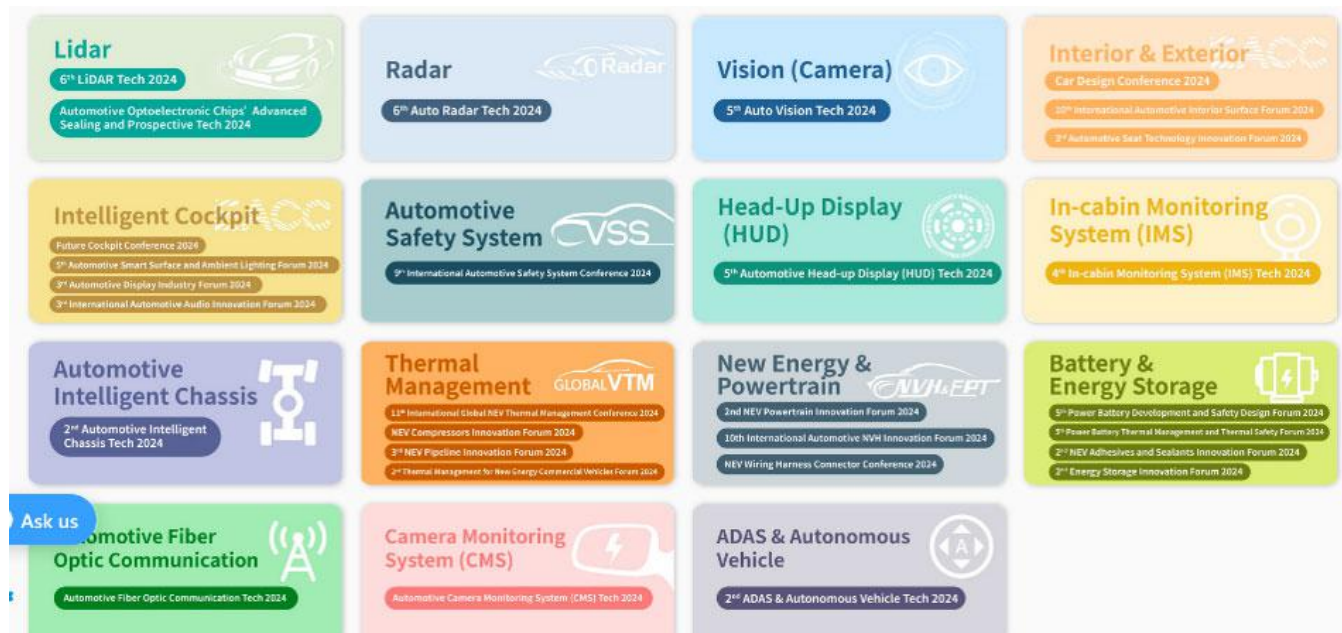 Lidar
6th LiDAR Tech 2024
Automotive Optoelectronic Chips' Advanced
Sealing and Prospective Tech 2024
Radar
Radar
6th Auto Radar Tech 2024
Vision (Camera)
5th Auto Vision Tech 2024
Interior & Exterior
Car Design Conference 2024
10th International Automotive Interior Surface Forum 2024
3rd Automotive Seat Technology Innovation Forum 2024
Intelligent Cockpit
Future Cockpit Conference 2024
5th Automotive Smart Surface and Ambient Lighting Forum 2024
3rd Automotive Display Industry Forum 2024
3rd International Automotive Audio Innovation Forum 2024
Automotive
Safety System
VSS
9th International Automotive Safety System Conference 2024
Head-Up Display
(HUD)
5th Automotive Head-up Display (HUD) Tech 2024
In-cabin Monitoring
System (IMS)
4th In-cabin Monitoring System (IMS) Tech 2024
Automotive
Intelligent Chassis
2nd Automotive Intelligent
Chassis Tech 2024
Thermal
Management
GLOBAL VTM
11th International Global NEV Thermal Management Conference 2024
NEV Compressors Innovation Forum 2024
3rd NEV Pipeline Innovation Forum 2024
2nd Thermal Management for New Energy Commercial Vehicles Forum 2024
New Energy &
Powertrain
NVH&EPT
2nd NEV Powertrain Innovation Forum 2024
10th International Automotive NVH Innovation Forum 2024
NEV Wiring Harness Connector Conference 2024
Battery &
Energy Storage
5th Power Battery Development and Safety Design Forum 2024
Power Battery Thermal Management and Thermal Safety Forum 2024
2nd NEV Adhesives and Sealants Innovation Forum 2024
Energy Storage Innovation Forum 2024
Ask us
omotive Fiber
Optic Communication
Automotive Fiber Optic Communication Tech 2024
Camera Monitoring
System (CMS)
Automotive Camera Monitoring System (CMS) Tech 2024
ADAS & Autonomous
Vehicle
A
2nd ADAS & Autonomous Vehicle Tech 2024